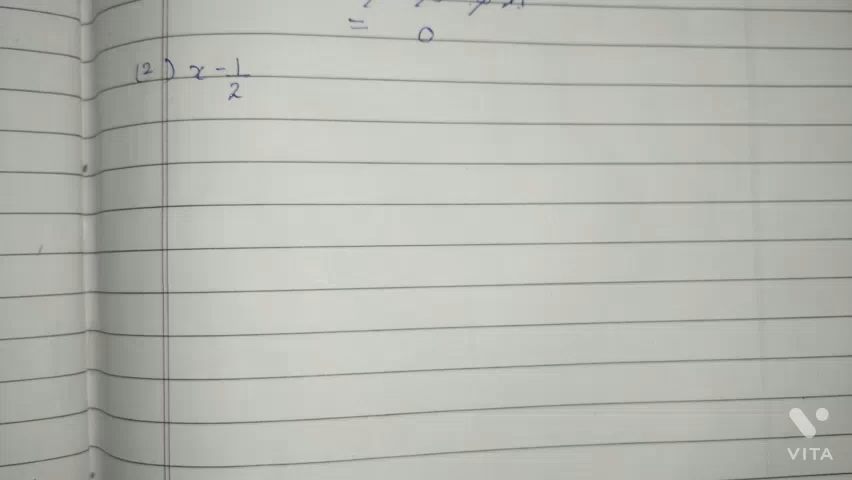 = 0
(2) x - 1/2
VITA